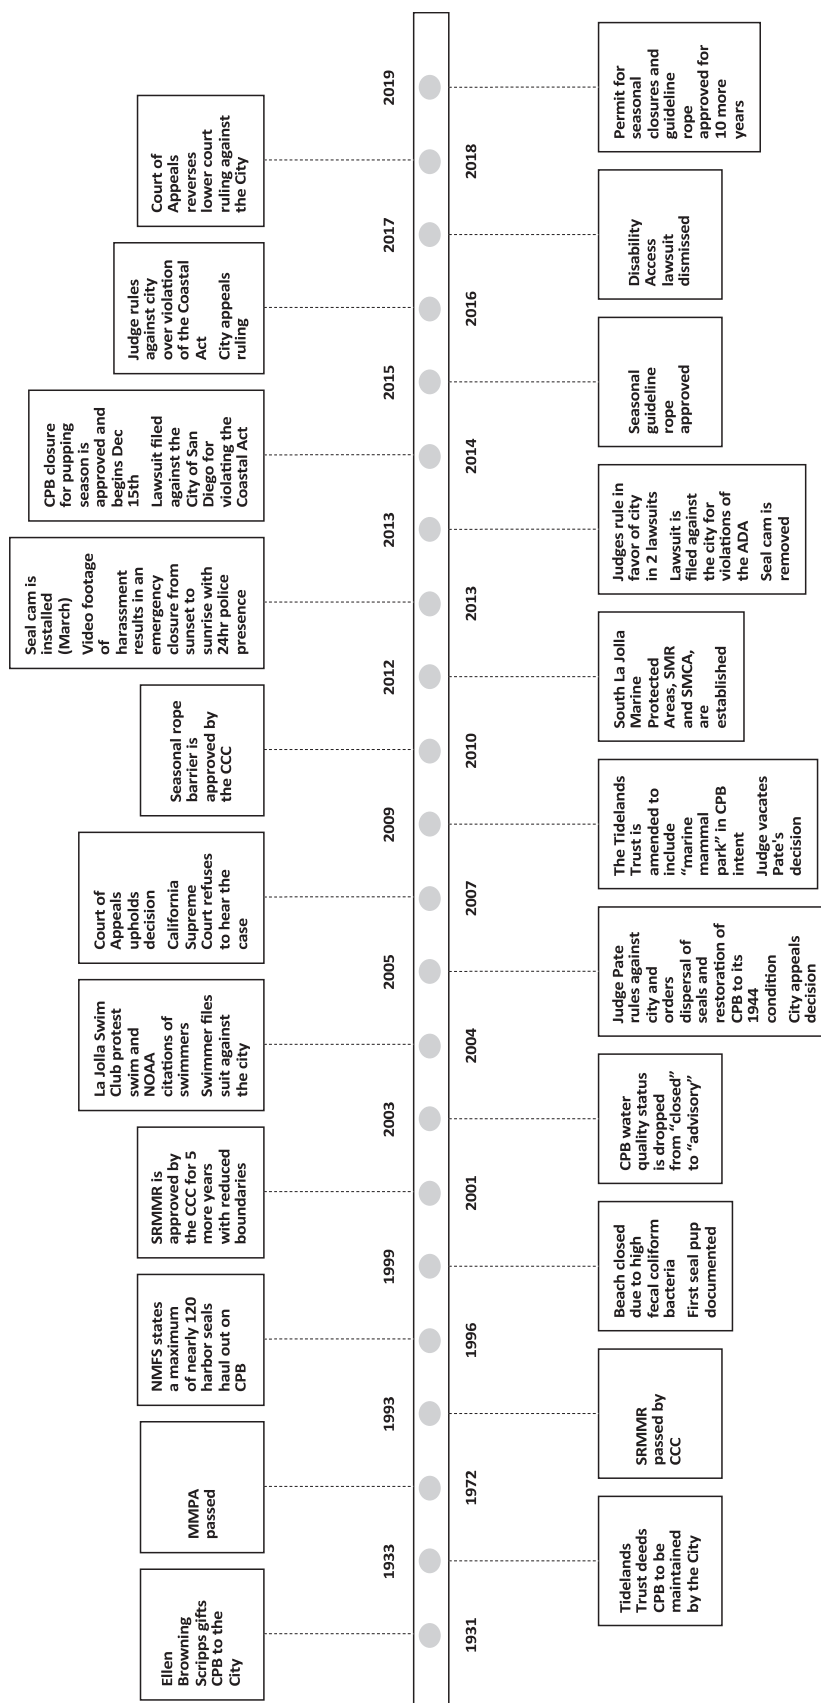 Ellen
Browning
Scripps gifts
CPB to the
City
1931
1933
Tidelands
Trust deeds
CPB to be
maintained
by the City
MMPA
passed
1972
1993
SRMMR
passed by
CCC
NMFS states
a maximum
of nearly 120
harbor seals
haul out on
CPB
1996
1999
Beach closed
due to high
fecal coliform
bacteria
First seal pup
documented
SRMMR is
approved by
the CCC for 5
more years
with reduced
boundaries
2001
2003
CPB water
quality status
is dropped
from “closed”
to “advisory”
La Jolla Swim
Club protest
swim and
NOAA
citations of
swimmers
Swimmer files
suit against
the city
2004
2005
Judge Pate
rules against
city and
orders
dispersal of
seals and
restoration of
CPB to its
1944
condition
City appeals
decision
Court of
Appeals
upholds
decision
California
Supreme
Court refuses
to hear the
case
2007
2009
The Tidelands
Trust is
amended to
include
“marine
mammal
park” in CPB
intent
Judge vacates
Pate's
decision
Seasonal rope
barrier is
approved by
the CCC
2010
2012
South La Jolla
Marine
Protected
Areas, SMR
and SMCA,
are
established
Seal cam is
installed
(March)
Video footage
of
harassment
results in an
emergency
closure from
sunset to
sunrise with
24hr police
presence
2013
2013
Judges rule in
favor of city
in 2 lawsuits
Lawsuit is
filed against
the city for
violations of
the ADA
Seal cam is
removed
CPB closure
for pupping
season is
approved and
begins Dec
15th
Lawsuit filed
against the
City of San
Diego for
violating the
Coastal Act
2014
2015
Seasonal
guideline
rope
approved
Judge rules
against city
over violation
of the Coastal
Act
City appeals
ruling
2016
2017
Disability
Access
lawsuit
dismissed
Court of
Appeals
reverses
lower court
ruling against
the City
2018
2019
Permit for
seasonal
closures and
guideline
rope
approved for
10 more
years